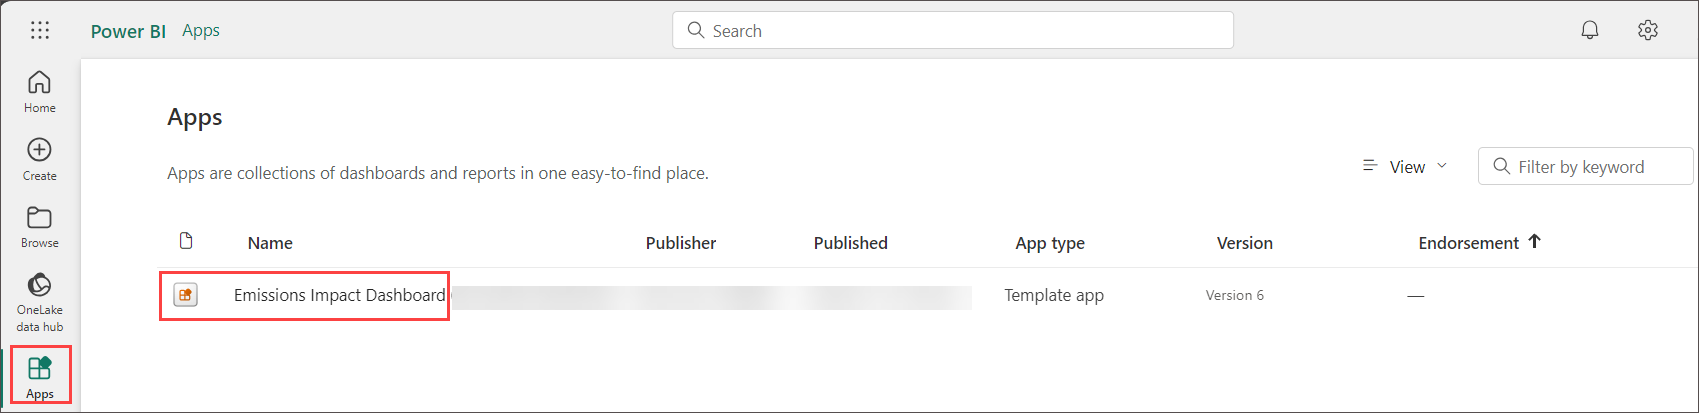 Power BI Apps
Search
Home
Create
Browse
OneLake
data hub
Apps
Apps
Apps are collections of dashboards and reports in one easy-to-find place.
View
Filter by keyword
Name Publisher Published App type Version Endorsement
Emissions Impact Dashboard Template app Version 6 —